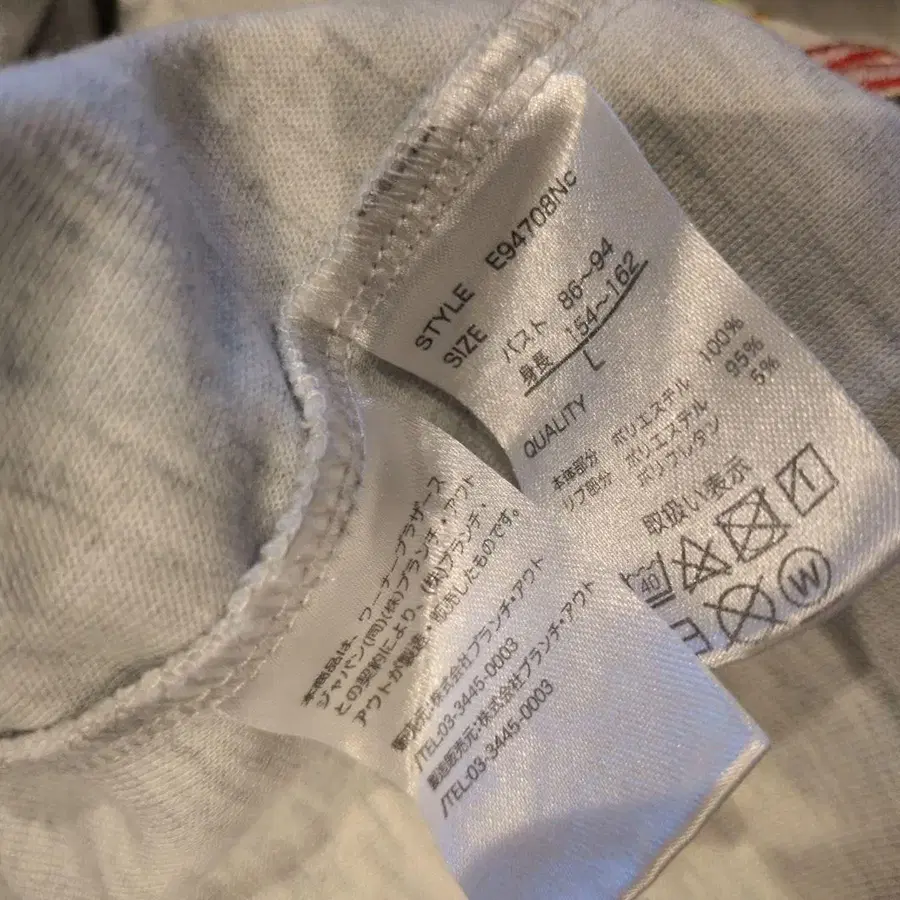 STYLE E94708Nc
SIZE バスト 86~94
身長 154~162
L
QUALITY
本体部分 ポリエステル 100%
リブ部分 ポリエステル 95%
ポリウレタン 5%
取扱い表示
40
W
本商品は、ワーナーブラザース
ジャパン(同)(株)ブランチ・アウト
との契約により、(株)ブランチ・
アウトが製造・販売したものです。
株式会社ブランチ・アウト
/TEL:03-3445-0003
製造販売元:株式会社ブランチ・アウト
/TEL:03-3445-0003